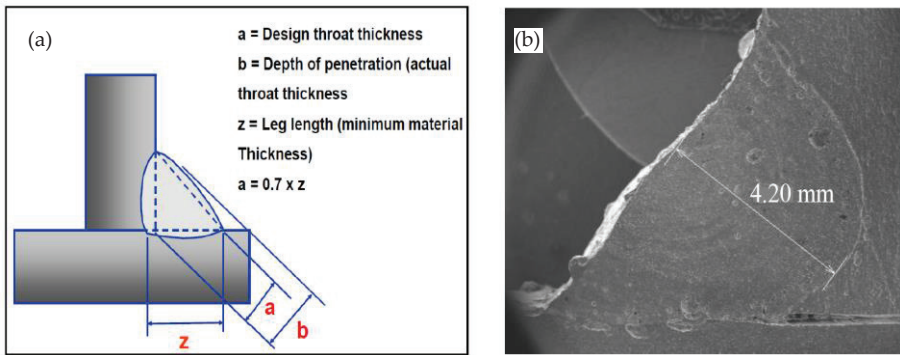 (a)
a = Design throat thickness
b = Depth of penetration (actual
throat thickness
z = Leg length (minimum material
Thickness)
a = 0.7 x z
a
b
z
(b)
4.20 mm